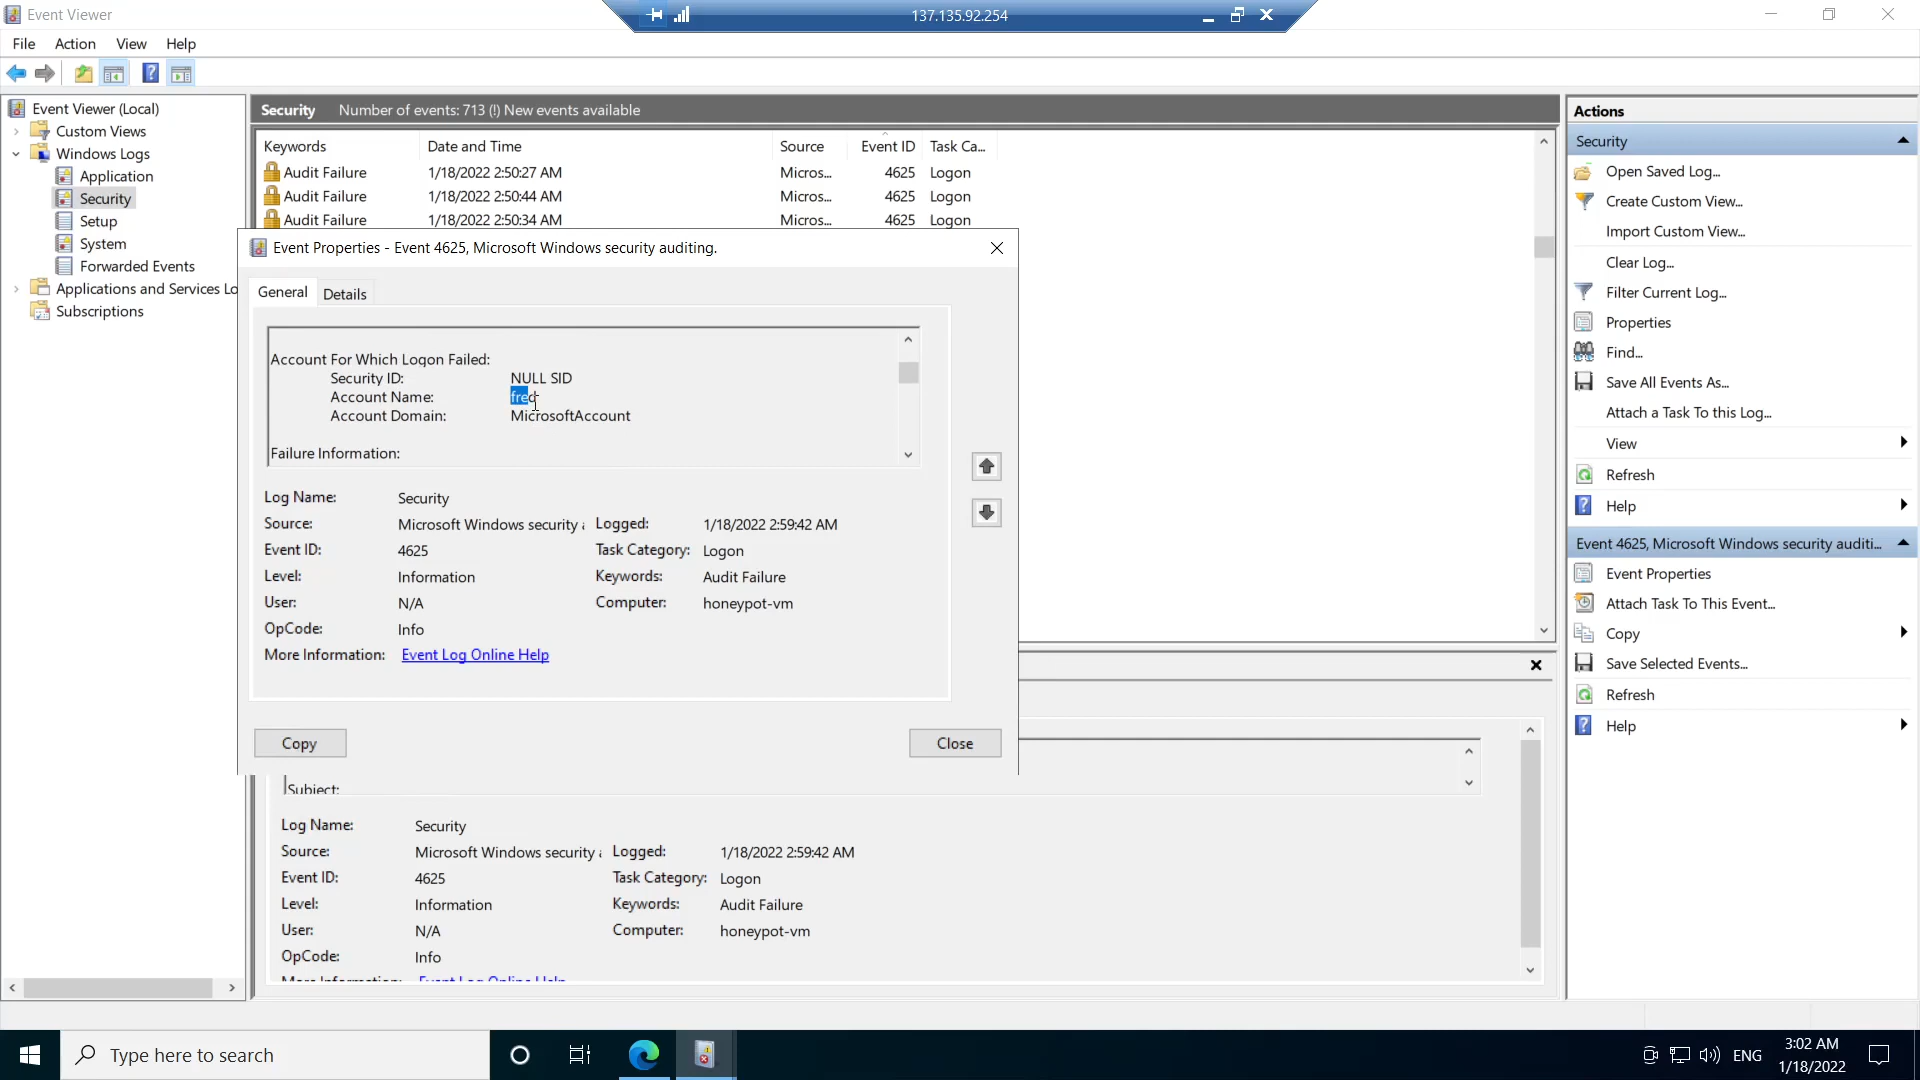 Event Viewer
137.135.92.254
File Action View Help
Event Viewer (Local)
Custom Views
Windows Logs
Application
Security
Setup
System
Forwarded Events
Applications and Services Lo
Subscriptions
Security Number of events: 713 (!) New events available
Keywords Date and Time Source Event ID Task Ca...
Audit Failure 1/18/2022 2:50:27 AM Micros... 4625 Logon
Audit Failure 1/18/2022 2:50:44 AM Micros... 4625 Logon
Audit Failure 1/18/2022 2:50:34 AM Micros... 4625 Logon
Event Properties - Event 4625, Microsoft Windows security auditing.
General Details
Account For Which Logon Failed:
Security ID: NULL SID
Account Name: fred
Account Domain: MicrosoftAccount
Failure Information:
Log Name: Security
Source: Microsoft Windows security Logged: 1/18/2022 2:59:42 AM
Event ID: 4625 Task Category: Logon
Level: Information Keywords: Audit Failure
User: N/A Computer: honeypot-vm
OpCode: Info
More Information: Event Log Online Help
Copy Close
Subject:
Log Name: Security
Source: Microsoft Windows security Logged: 1/18/2022 2:59:42 AM
Event ID: 4625 Task Category: Logon
Level: Information Keywords: Audit Failure
User: N/A Computer: honeypot-vm
OpCode: Info
More Information: Event Log Online Help
Actions
Security
Open Saved Log...
Create Custom View...
Import Custom View...
Clear Log...
Filter Current Log...
Properties
Find...
Save All Events As...
Attach a Task To this Log...
View
Refresh
Help
Event 4625, Microsoft Windows security auditi...
Event Properties
Attach Task To This Event...
Copy
Save Selected Events...
Refresh
Help
Type here to search
ENG
3:02 AM
1/18/2022